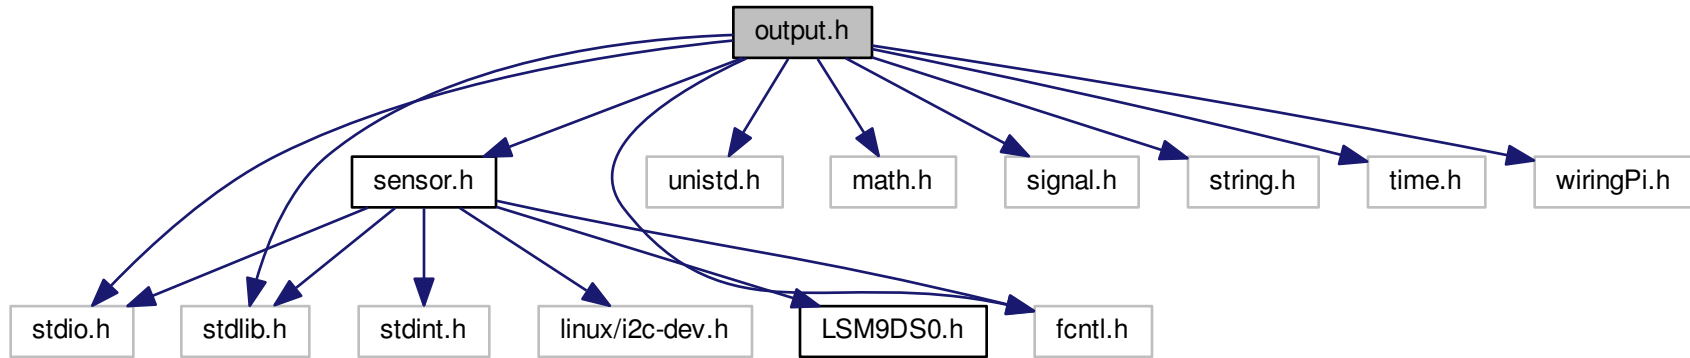 output.h
sensor.h
unistd.h
math.h
signal.h
string.h
time.h
wiringPi.h
stdio.h
stdlib.h
stdint.h
linux/i2c-dev.h
LSM9DS0.h
fcntl.h